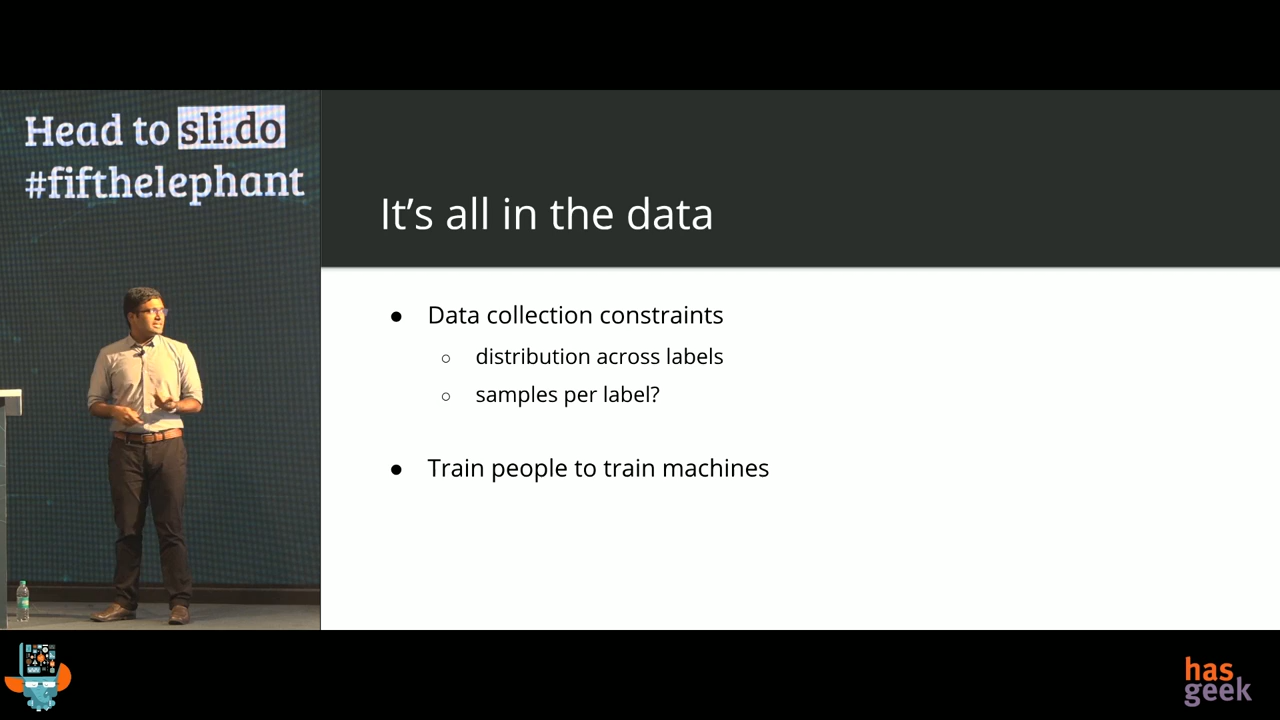 Head to sli.do
#fifthelephant
It's all in the data
● Data collection constraints
○ distribution across labels
○ samples per label?
● Train people to train machines
has
geek